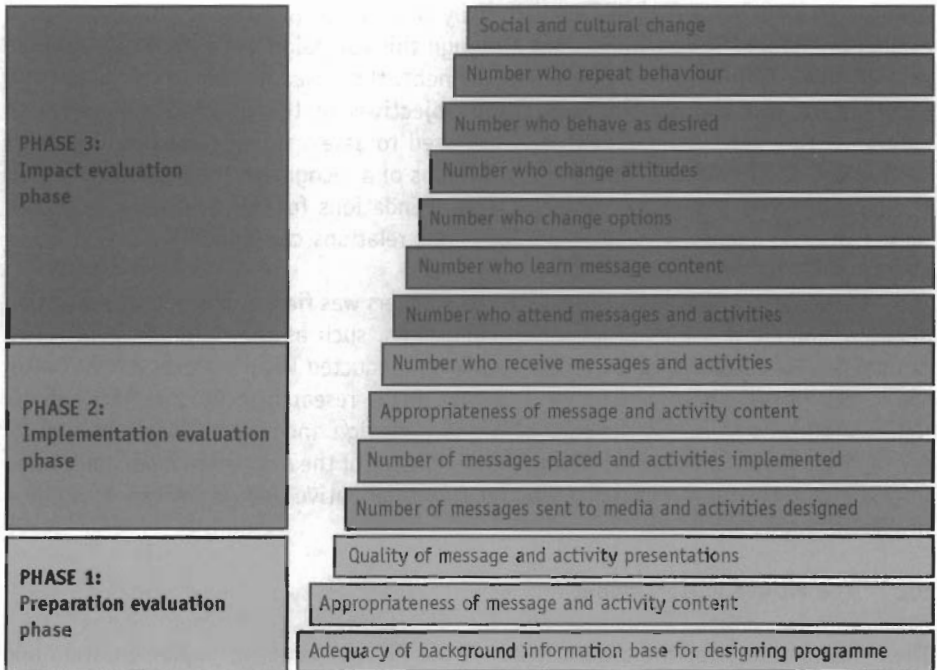 Social and cultural change
Number who repeat behaviour
Number who behave as desired
PHASE 3:
Impact evaluation
phase
Number who change attitudes
Number who change options
Number who learn message content
Number who attend messages and activities
Number who receive messages and activities
PHASE 2:
Implementation evaluation
phase
Appropriateness of message and activity content
Number of messages placed and activities implemented
Number of messages sent to media and activities designed
Quality of message and activity presentations
PHASE 1:
Preparation evaluation
phase
Appropriateness of message and activity content
Adequacy of background information base for designing programme